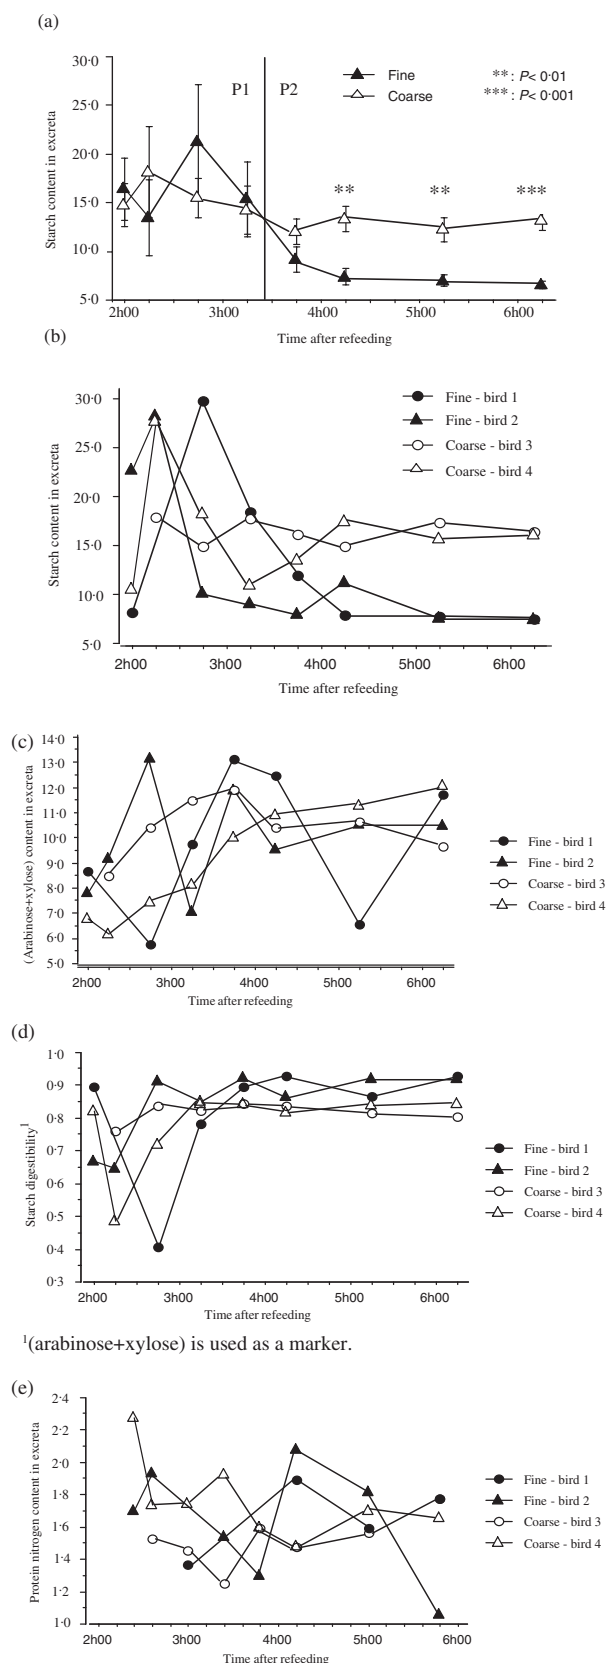 (a)
30·0
25·0
20·0
15·0
10·0
5·0
Starch content in excreta
P1
P2
Fine
Coarse
**: P< 0·01
***: P< 0·001
**
**
***
2h00
3h00
4h00
5h00
6h00
Time after refeeding
(b)
30·0
25·0
20·0
15·0
10·0
5·0
Starch content in excreta
Fine - bird 1
Fine - bird 2
Coarse - bird 3
Coarse - bird 4
2h00
3h00
4h00
5h00
6h00
Time after refeeding
(c)
14·0
13·0
12·0
11·0
10·0
9·0
8·0
7·0
6·0
5·0
(Arabinose+xylose) content in excreta
Fine - bird 1
Fine - bird 2
Coarse - bird 3
Coarse - bird 4
2h00
3h00
4h00
5h00
6h00
Time after refeeding
(d)
1·0
0·9
0·8
0·7
0·6
0·5
0·4
0·3
Starch digestibility¹
Fine - bird 1
Fine - bird 2
Coarse - bird 3
Coarse - bird 4
2h00
3h00
4h00
5h00
6h00
Time after refeeding
¹(arabinose+xylose) is used as a marker.
(e)
2·4
2·2
2·0
1·8
1·6
1·4
1·2
1·0
Protein nitrogen content in excreta
Fine - bird 1
Fine - bird 2
Coarse - bird 3
Coarse - bird 4
2h00
3h00
4h00
5h00
6h00
Time after refeeding